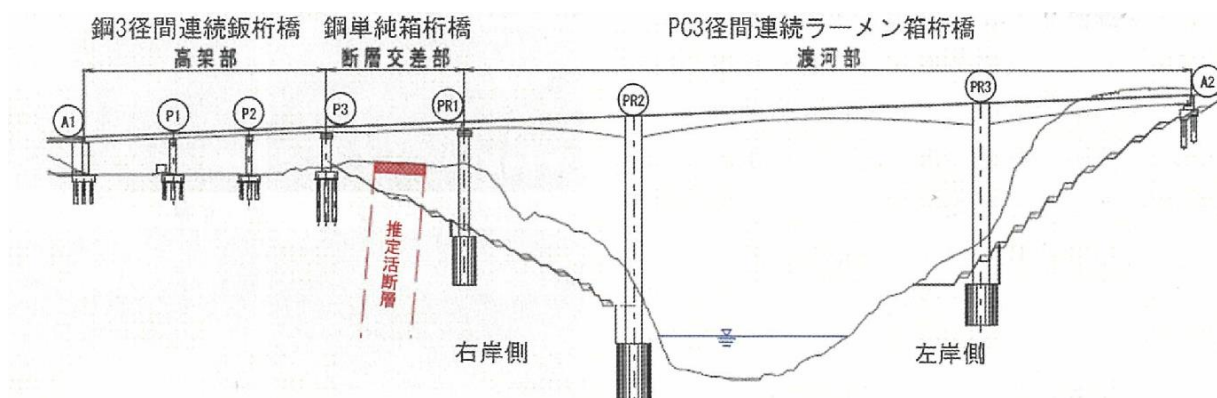 鋼3径間連続鈑桁橋 鋼単純箱桁橋 PC3径間連続ラーメン箱桁橋
高架部 断層交差部 渡河部
A1 P1 P2 P3 PR1 PR2 PR3 A2
推定活断層
右岸側 左岸側